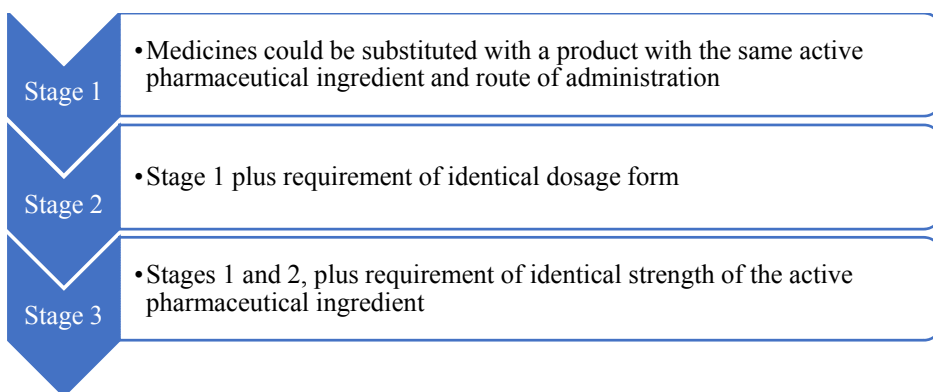 Stage 1
•Medicines could be substituted with a product with the same active
pharmaceutical ingredient and route of administration
Stage 2
•Stage 1 plus requirement of identical dosage form
Stage 3
•Stages 1 and 2, plus requirement of identical strength of the active
pharmaceutical ingredient